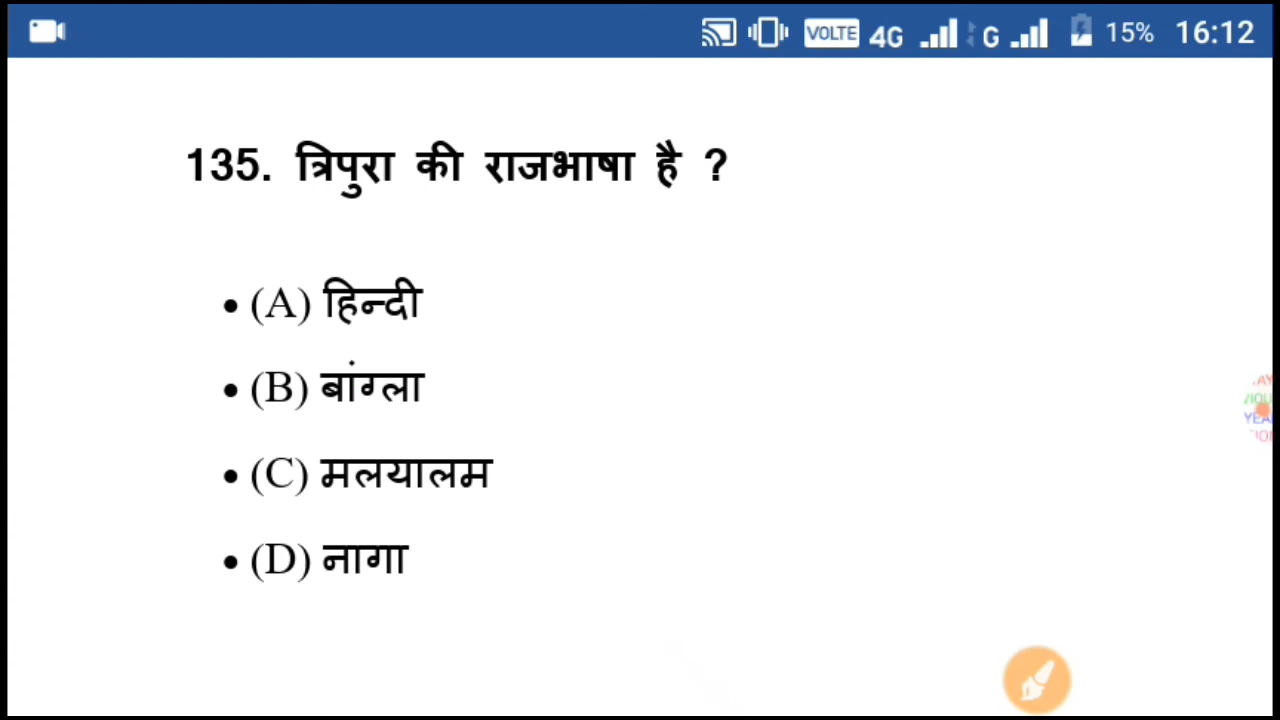 VOLTE 4G G 15% 16:12
135. त्रिपुरा की राजभाषा है ?
• (A) हिन्दी
• (B) बांग्ला
• (C) मलयालम
• (D) नागा